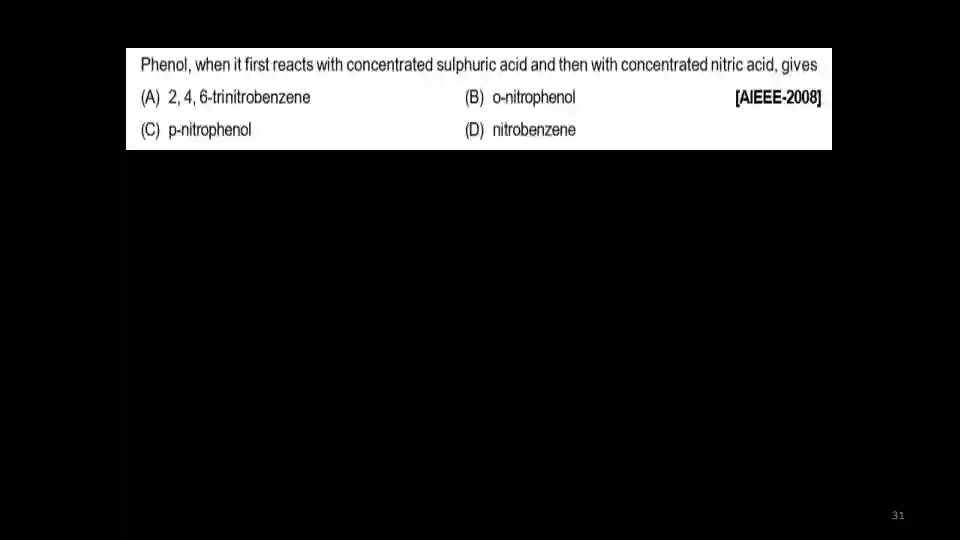 Phenol, when it first reacts with concentrated sulphuric acid and then with concentrated nitric acid, gives
(A) 2, 4, 6-trinitrobenzene (B) o-nitrophenol [AIEEE-2008]
(C) p-nitrophenol (D) nitrobenzene
31